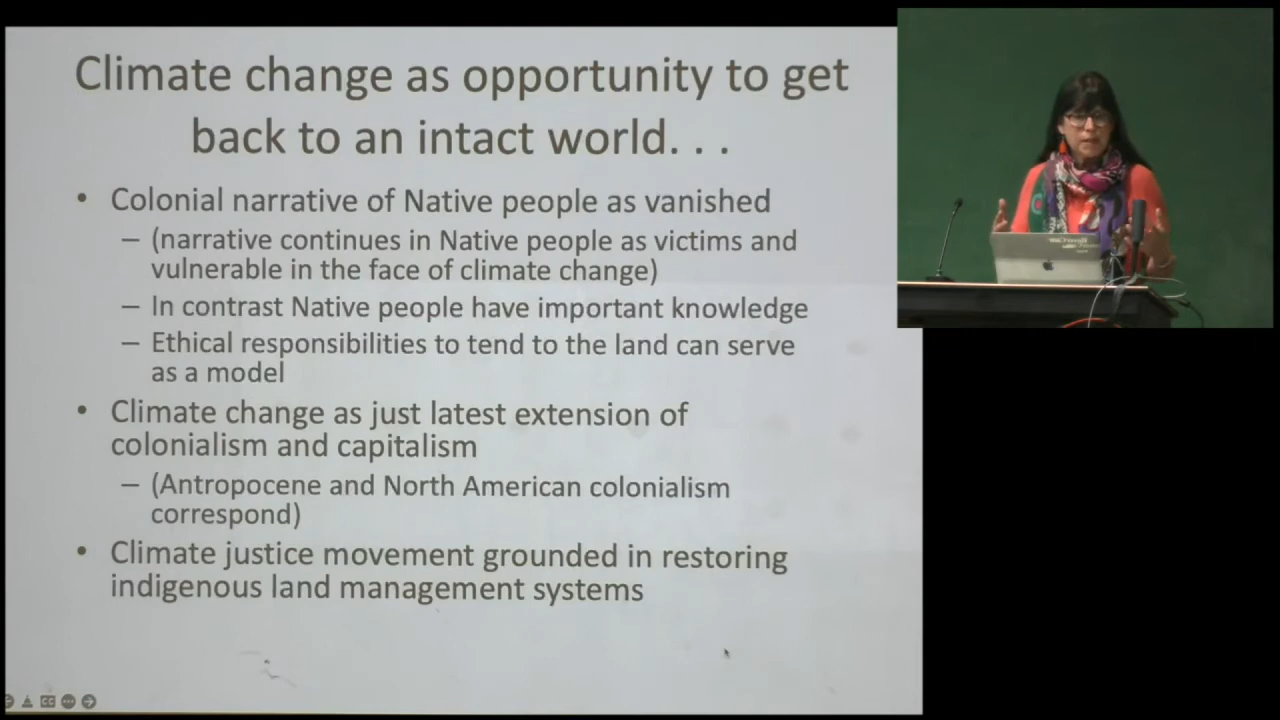 Climate change as opportunity to get
back to an intact world. . .
• Colonial narrative of Native people as vanished
– (narrative continues in Native people as victims and
vulnerable in the face of climate change)
– In contrast Native people have important knowledge
– Ethical responsibilities to tend to the land can serve
as a model
• Climate change as just latest extension of
colonialism and capitalism
– (Antropocene and North American colonialism
correspond)
• Climate justice movement grounded in restoring
indigenous land management systems
CC